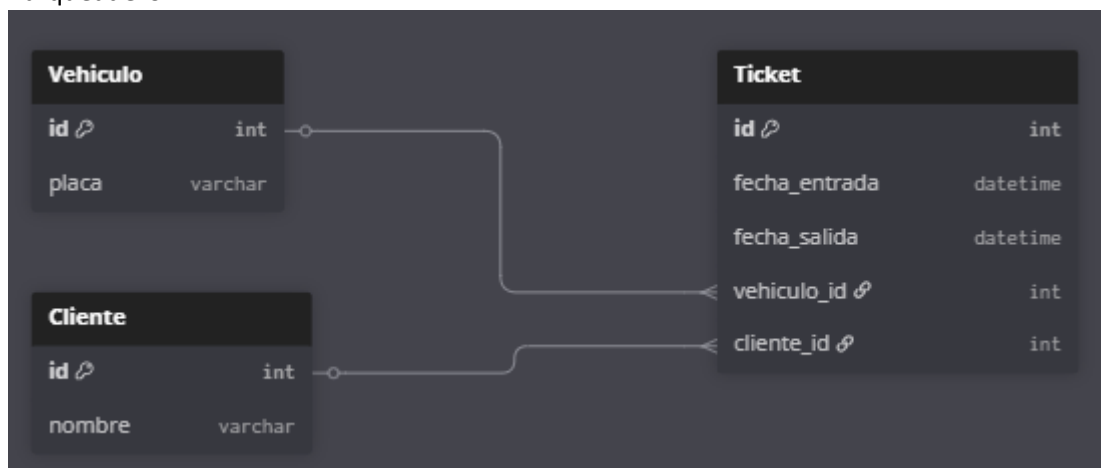 Vehiculo
id int
placa varchar
Cliente
id int
nombre varchar
Ticket
id int
fecha_entrada datetime
fecha_salida datetime
vehiculo_id int
cliente_id int